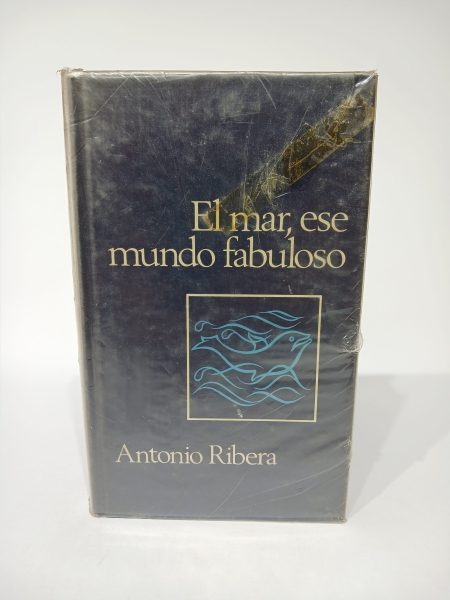 El mar, ese
mundo fabuloso
Antonio Ribera